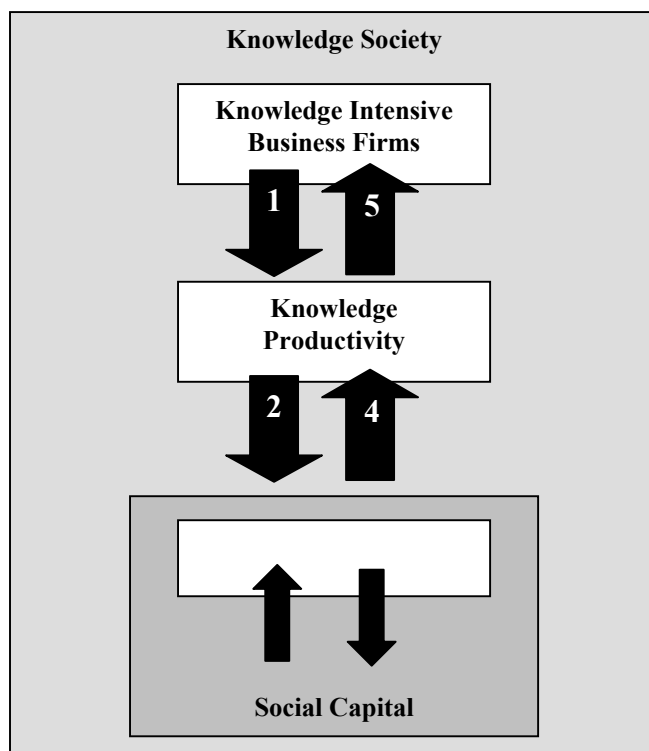 Knowledge Society
Knowledge Intensive
Business Firms
1
5
Knowledge
Productivity
2
4
Social Capital